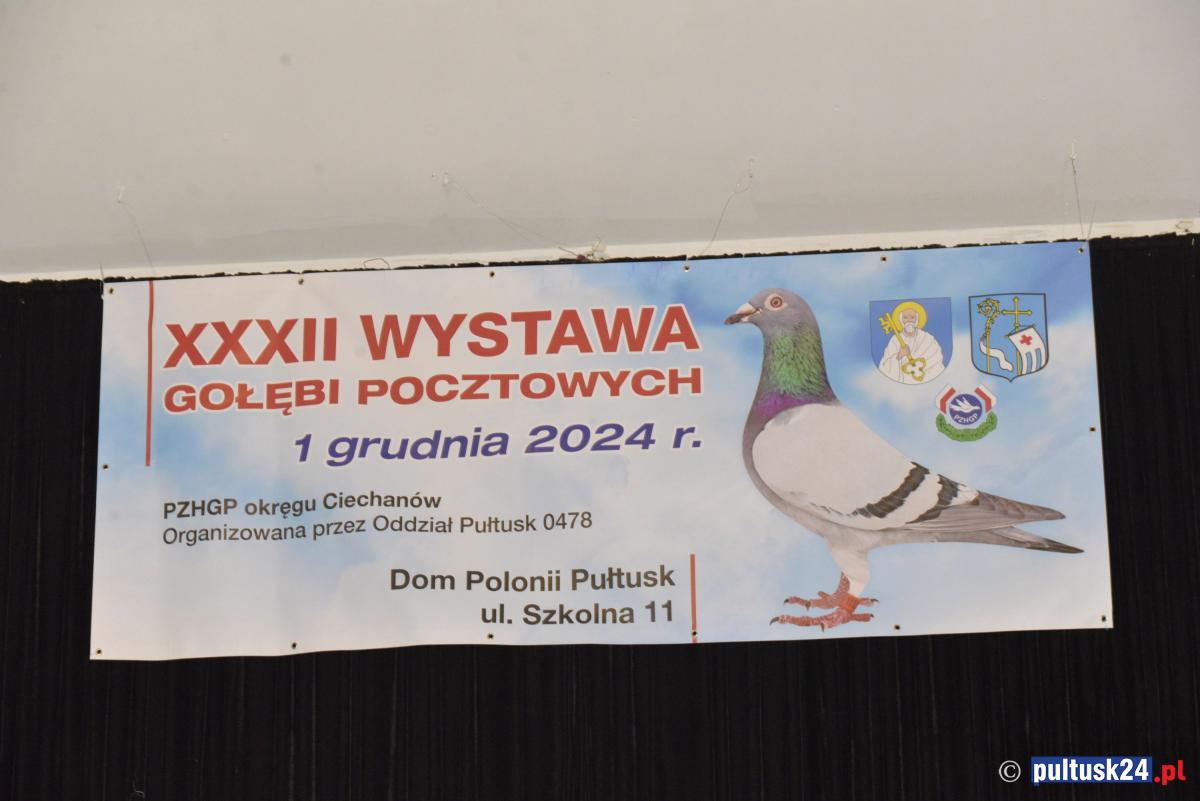 XXXII WYSTAWA
GOŁĘBI POCZTOWYCH
1 grudnia 2024 r.
PZHGP okręgu Ciechanów
Organizowana przez Oddział Pułtusk 0478
Dom Polonii Pułtusk
ul. Szkolna 11
PZHGP
© pultusk24.pl